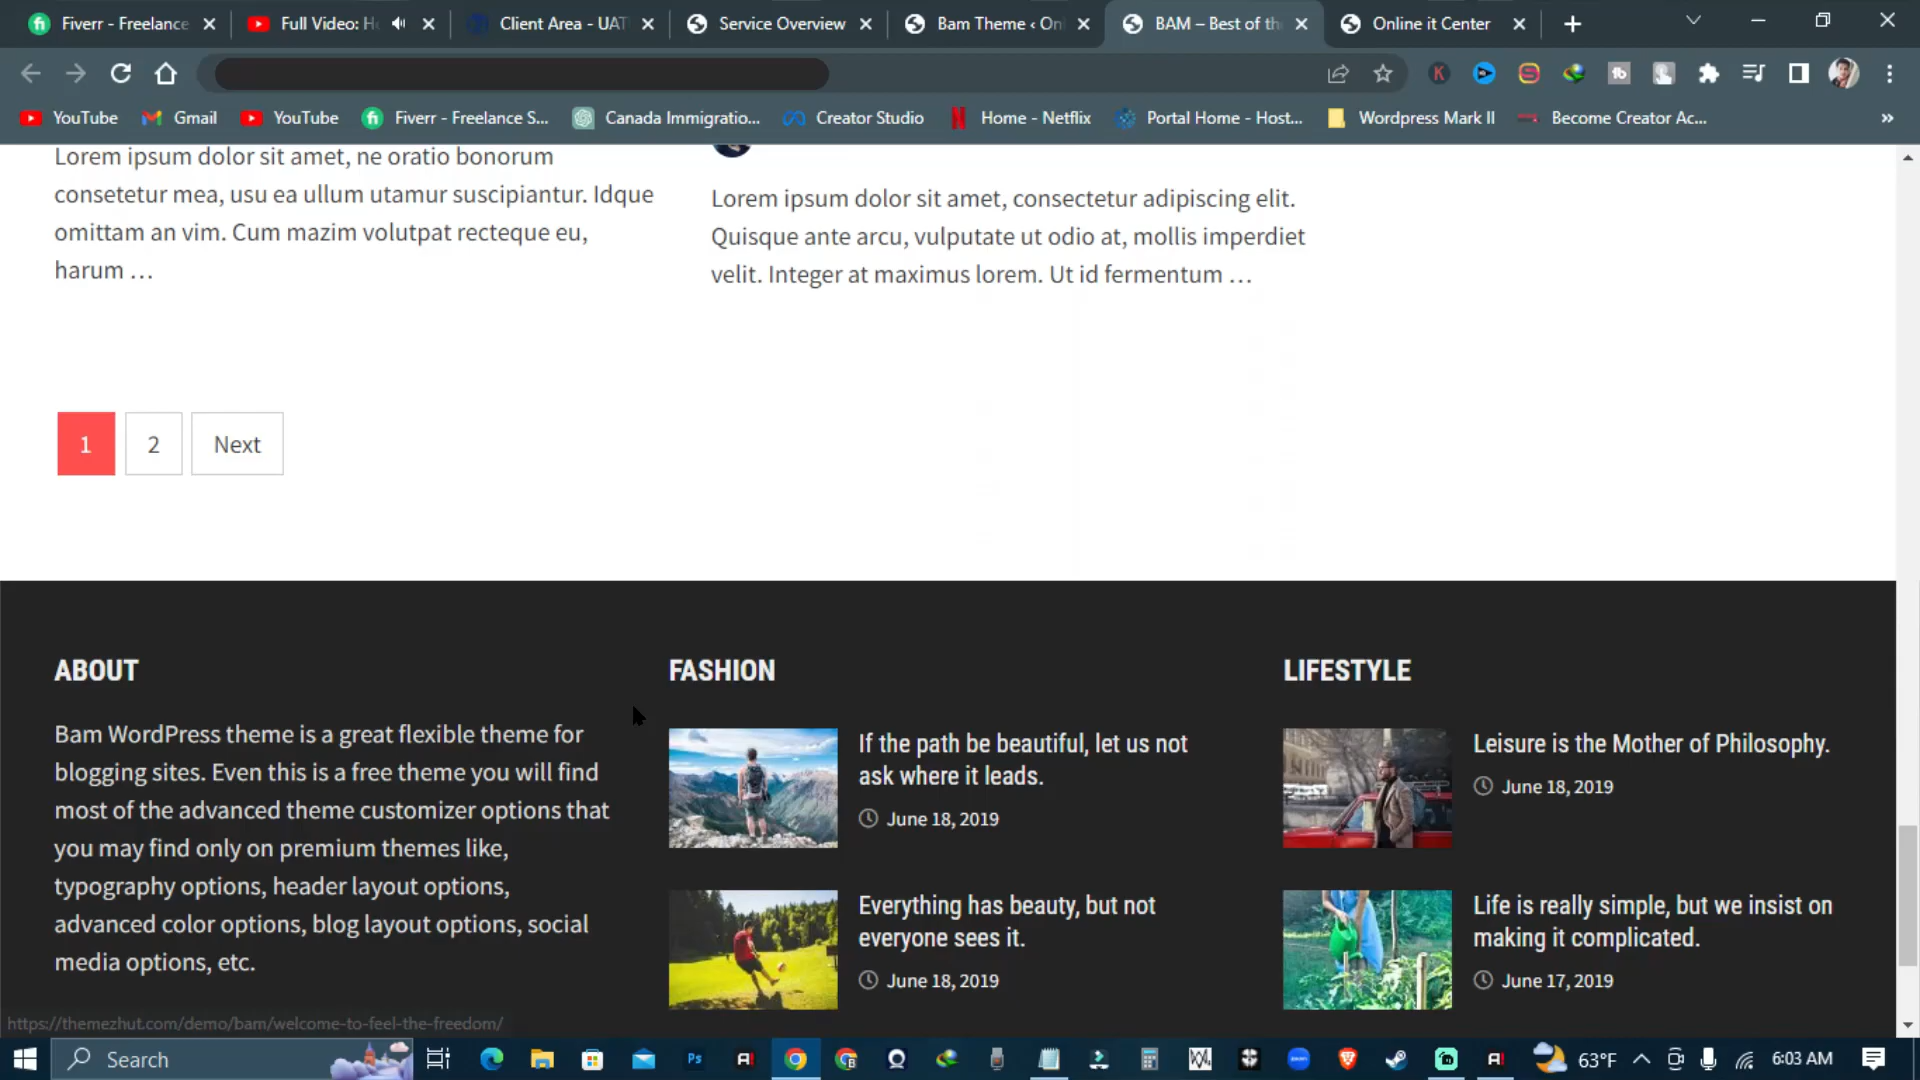 Fiverr - Freelance
Full Video: H
Client Area - UAT
Service Overview
Bam Theme ‹ Onl
BAM – Best of th
Online it Center
YouTube
Gmail
YouTube
Fiverr - Freelance S...
Canada Immigratio...
Creator Studio
Home - Netflix
Portal Home - Host...
Wordpress Mark II
Become Creator Ac...
»
Lorem ipsum dolor sit amet, ne oratio bonorum
consetetur mea, usu ea ullum utamur suscipiantur. Idque
omittam an vim. Cum mazim volutpat recteque eu,
harum …
Lorem ipsum dolor sit amet, consectetur adipiscing elit.
Quisque ante arcu, vulputate ut odio at, mollis imperdiet
velit. Integer at maximus lorem. Ut id fermentum …
1 2 Next
ABOUT
Bam WordPress theme is a great flexible theme for
blogging sites. Even this is a free theme you will find
most of the advanced theme customizer options that
you may find only on premium themes like,
typography options, header layout options,
advanced color options, blog layout options, social
media options, etc.
FASHION
If the path be beautiful, let us not
ask where it leads.
June 18, 2019
Everything has beauty, but not
everyone sees it.
June 18, 2019
LIFESTYLE
Leisure is the Mother of Philosophy.
June 18, 2019
Life is really simple, but we insist on
making it complicated.
June 17, 2019
https://themezhut.com/demo/bam/welcome-to-feel-the-freedom/
Search
Ps
63°F
6:03 AM